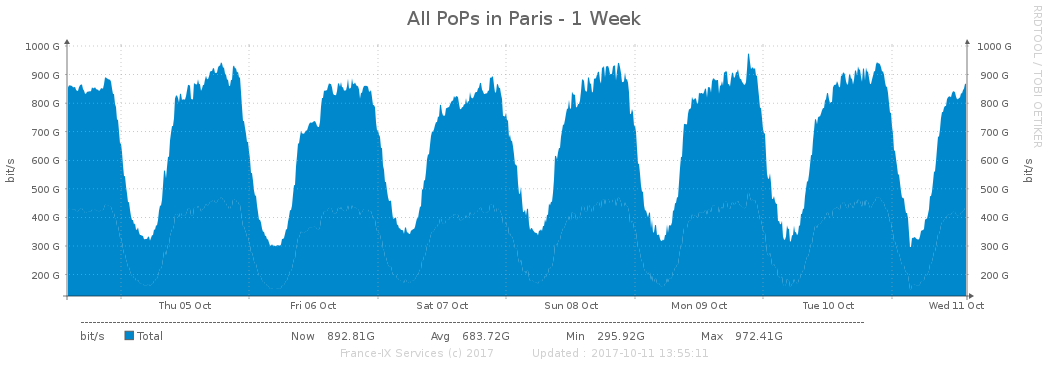 All PoPs in Paris - 1 Week
RRDTOOL / TOBI OETIKER
bit/s
1000 G
900 G
800 G
700 G
600 G
500 G
400 G
300 G
200 G
1000 G
900 G
800 G
700 G
600 G
500 G
400 G
300 G
200 G
bit/s
Thu 05 Oct Fri 06 Oct Sat 07 Oct Sun 08 Oct Mon 09 Oct Tue 10 Oct Wed 11 Oct
bit/s Total Now 892.81G Avg 683.72G Min 295.92G Max 972.41G
France-IX Services (c) 2017 Updated : 2017-10-11 13:55:11